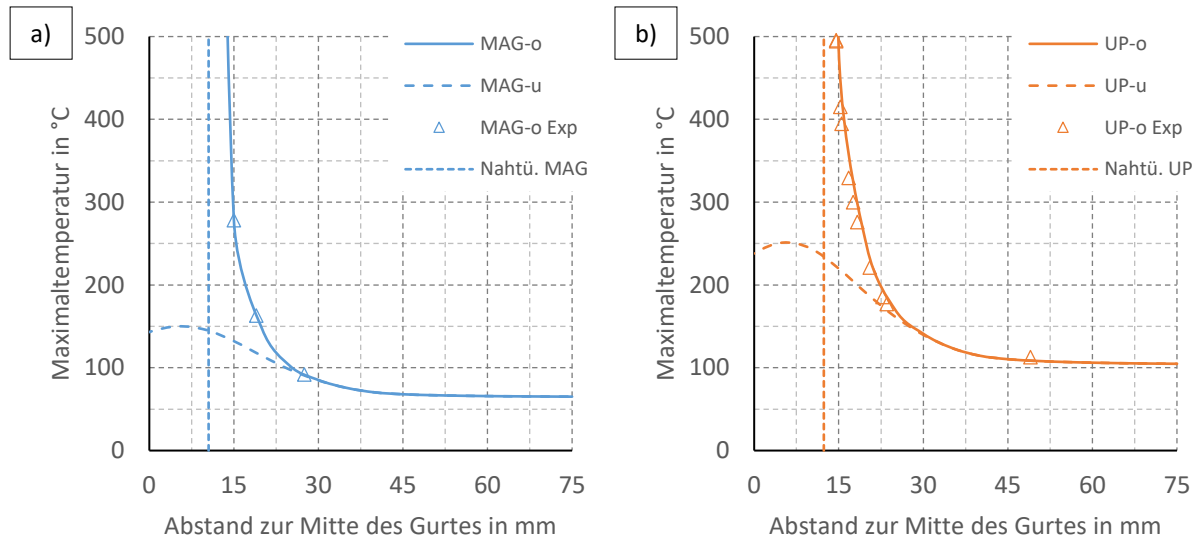 a)
Maximaltemperatur in °C
500
400
300
200
100
0
0 15 30 45 60 75
Abstand zur Mitte des Gurtes in mm
MAG-o
MAG-u
MAG-o Exp
Nahtü. MAG
b)
Maximaltemperatur in °C
500
400
300
200
100
0
0 15 30 45 60 75
Abstand zur Mitte des Gurtes in mm
UP-o
UP-u
UP-o Exp
Nahtü. UP